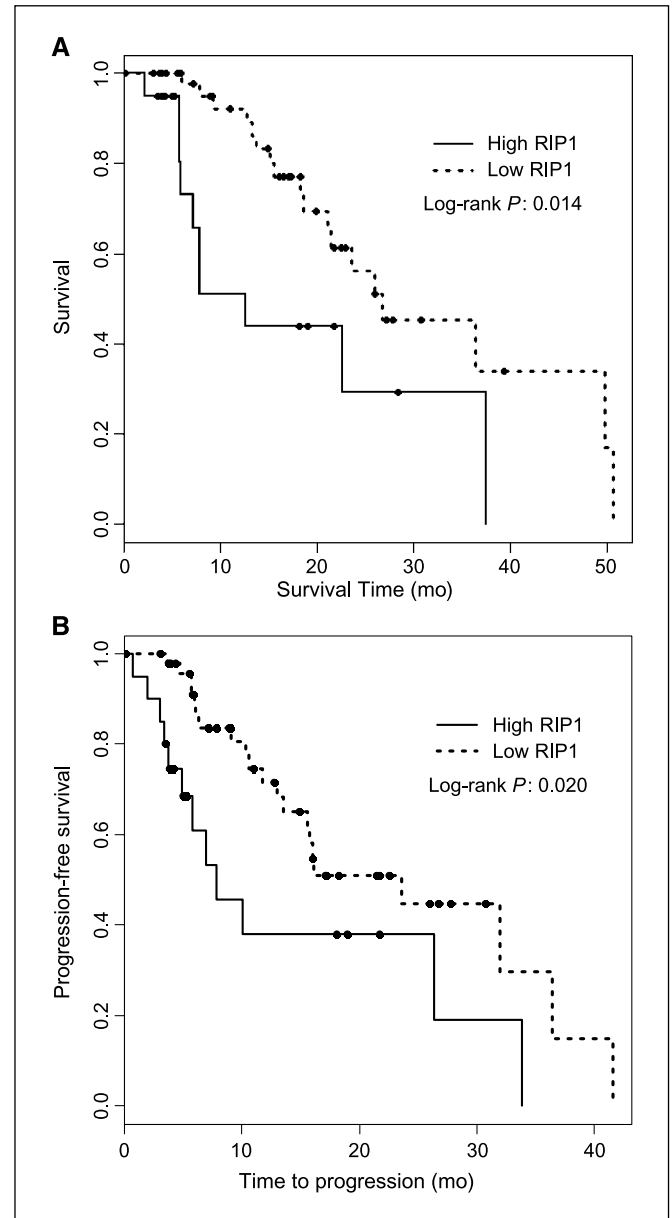 A
1.0
0.8
0.6
0.4
0.2
0.0
Survival
High RIP1
Low RIP1
Log-rank P: 0.014
0 10 20 30 40 50
Survival Time (mo)
B
1.0
0.8
0.6
0.4
0.2
0.0
Progression-free survival
High RIP1
Low RIP1
Log-rank P: 0.020
0 10 20 30 40
Time to progression (mo)